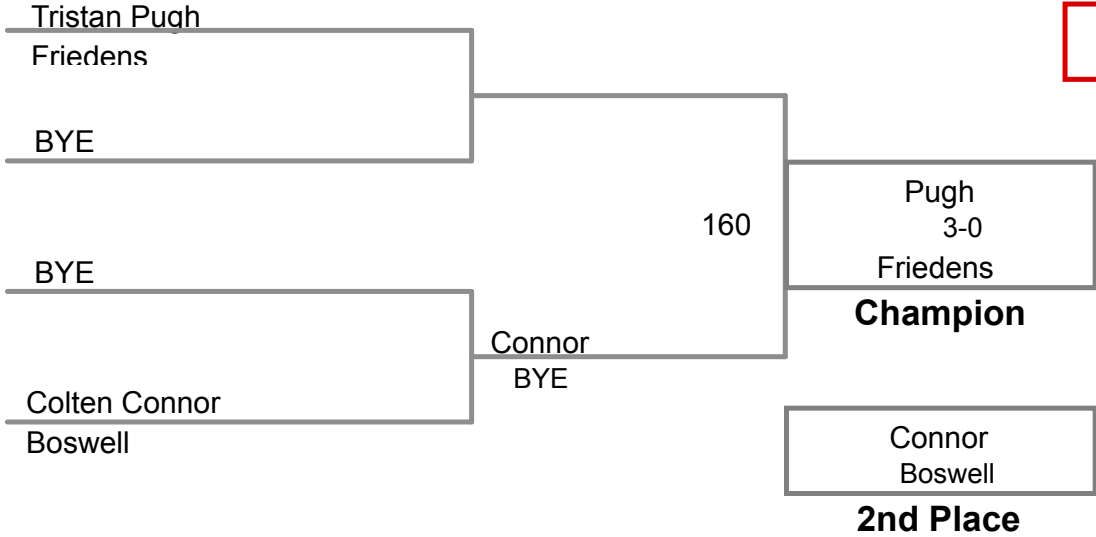 Tristan Pugh
Friedens
BYE
BYE
Colten Connor
Boswell
Connor
BYE
160
Pugh
3-0
Friedens
Champion
Connor
Boswell
2nd Place